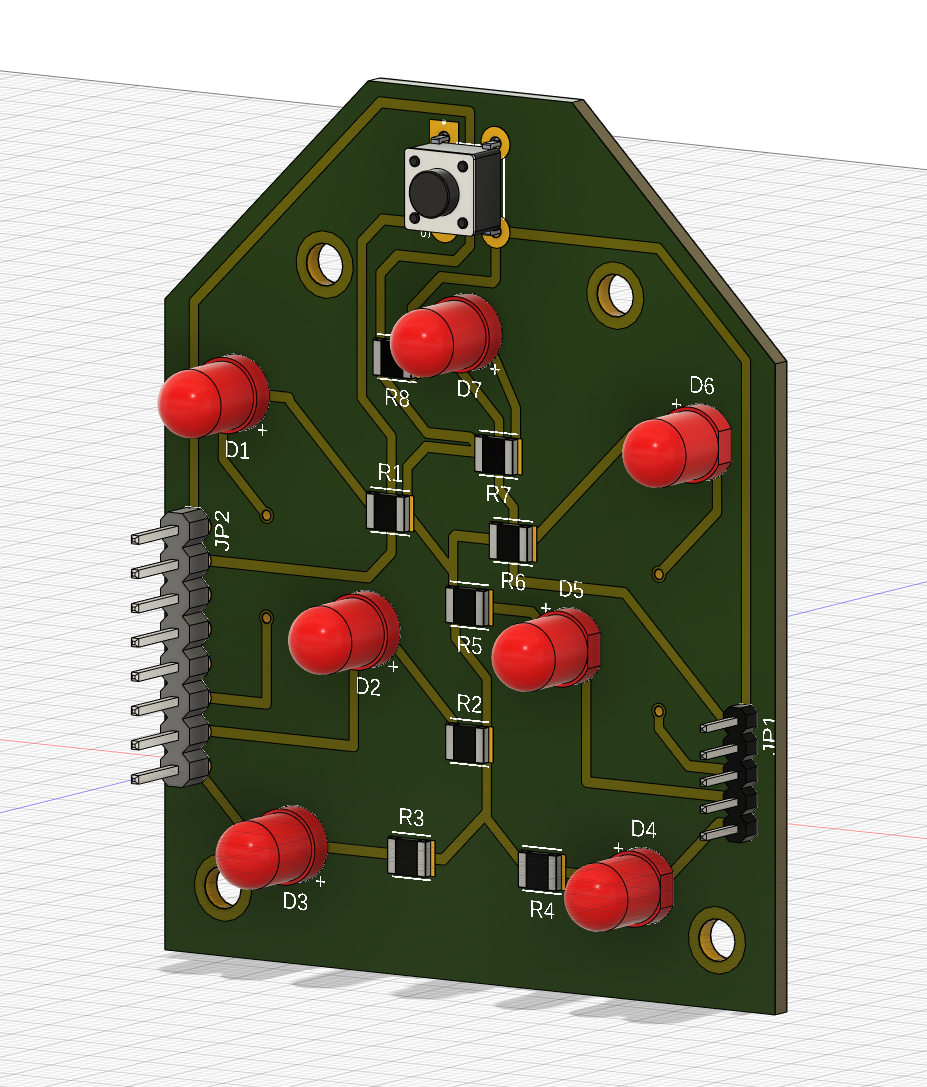 D7
R8
D6
D1
R1
R7
JP2
R6
D5
R5
D2
R2
JP1
R3
D4
D3
R4
+
+
+
+
+
+
+